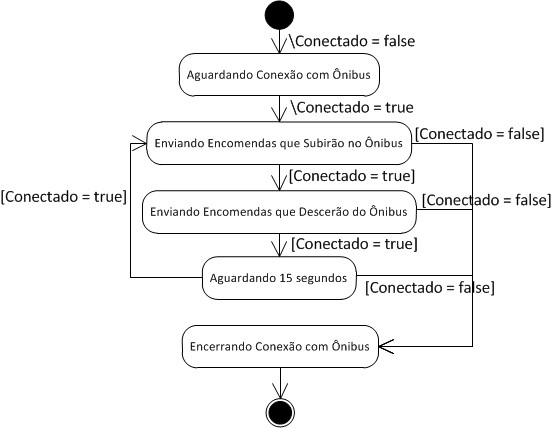 \Conectado = false
Aguardando Conexão com Ônibus
\Conectado = true
Enviando Encomendas que Subirão no Ônibus
[Conectado = false]
[Conectado = true]
[Conectado = true]
Enviando Encomendas que Descerão do Ônibus
[Conectado = false]
[Conectado = true]
Aguardando 15 segundos
[Conectado = false]
Encerrando Conexão com Ônibus